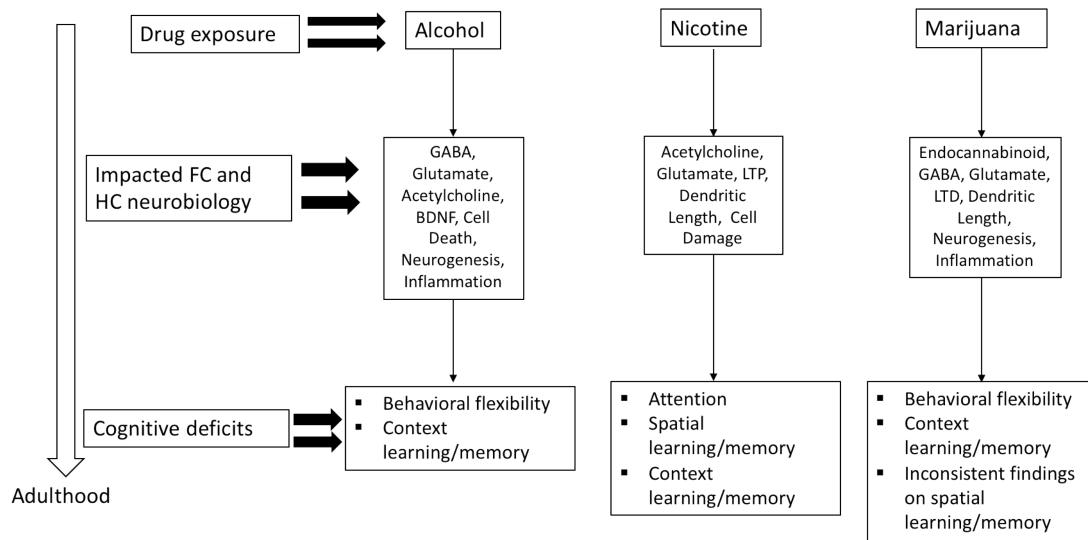 Drug exposure
Alcohol
Nicotine
Marijuana
Impacted FC and
HC neurobiology
GABA,
Glutamate,
Acetylcholine,
BDNF, Cell
Death,
Neurogenesis,
Inflammation
Acetylcholine,
Glutamate, LTP,
Dendritic
Length, Cell
Damage
Endocannabinoid,
GABA, Glutamate,
LTD, Dendritic
Length,
Neurogenesis,
Inflammation
Cognitive deficits
▪ Behavioral flexibility
▪ Context
learning/memory
▪ Attention
▪ Spatial
learning/memory
▪ Context
learning/memory
▪ Behavioral flexibility
▪ Context
learning/memory
▪ Inconsistent findings
on spatial
learning/memory
Adulthood